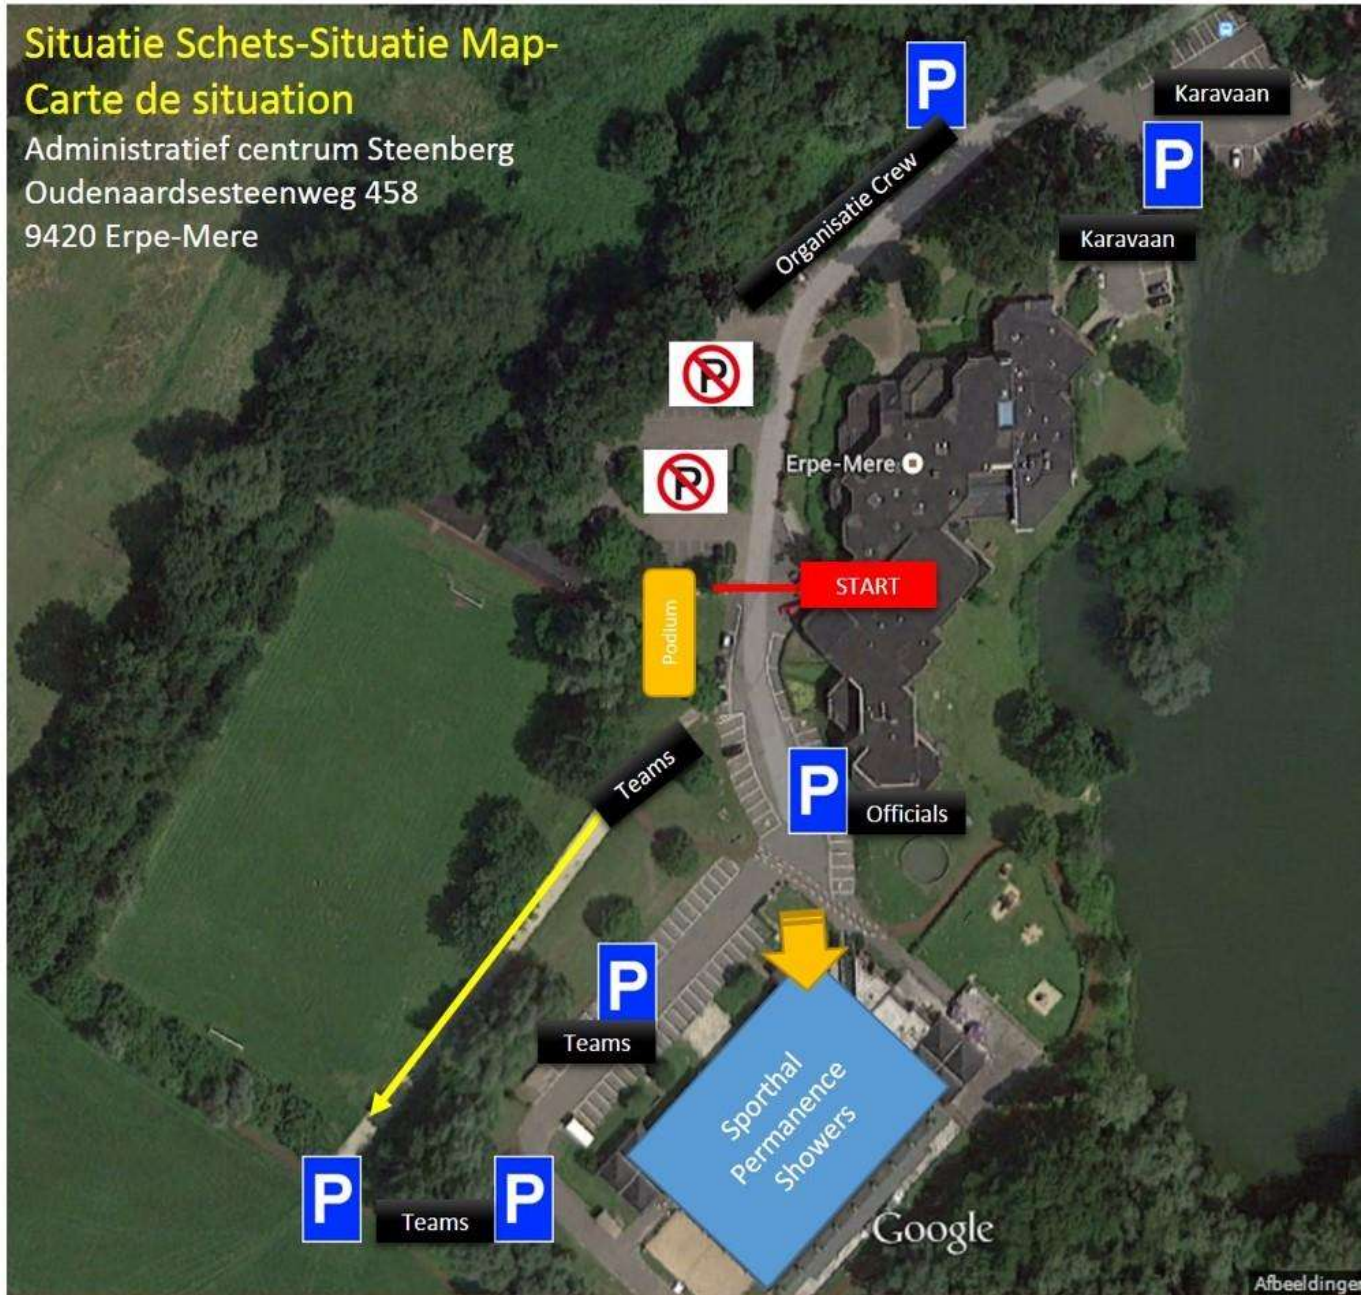 Situatie Schets-Situatie Map-
Carte de situation
Administratief centrum Steenberg
Oudenaardsesteenweg 458
9420 Erpe-Mere
P
Karavaan
P
Organisatie Crew
Karavaan
P
Erpe-Mere
P
START
Podium
Teams
P
Officials
P
Teams
Sporthal
Permanence
Showers
P
Teams
P
Google
Afbeeldingen